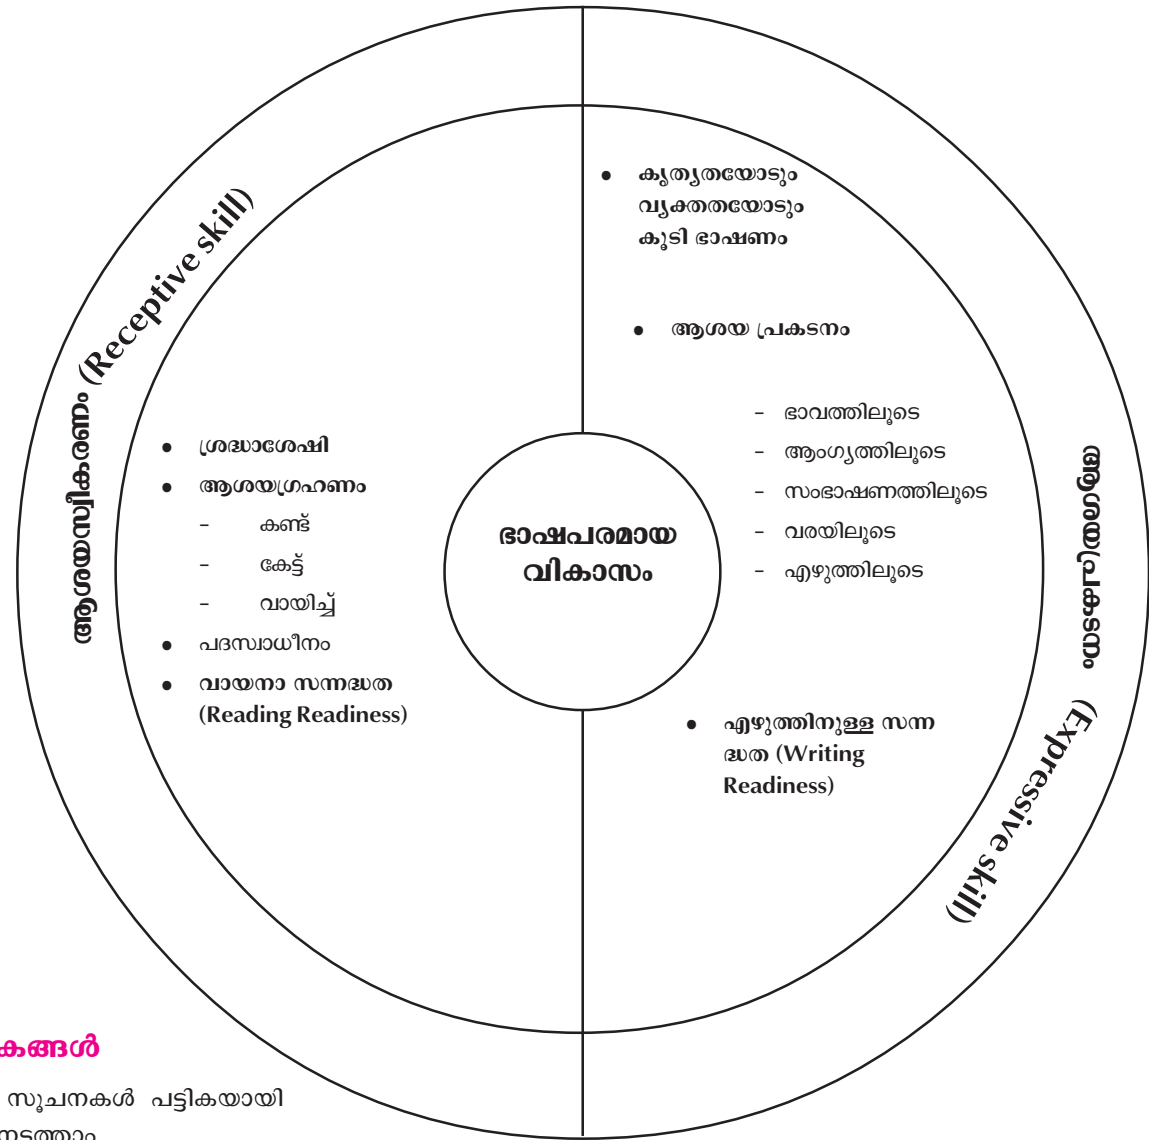 ആശയസ്വീകരണം (Receptive skill)
• ശ്രദ്ധാശേഷി
• ആശയഗ്രഹണം
– കണ്ട്
– കേട്ട്
– വായിച്ച്
• പദസ്വാധീനം
• വായനാ സന്നദ്ധത
(Reading Readiness)
ഭാഷപരമായ
വികാസം
• കൃത്യതയോടും
വ്യക്തതയോടും
കൂടി ഭാഷണം
• ആശയ പ്രകടനം
– ഭാവത്തിലൂടെ
– ആംഗ്യത്തിലൂടെ
– സംഭാഷണത്തിലൂടെ
– വരയിലൂടെ
– എഴുത്തിലൂടെ
• എഴുത്തിനുള്ള സന്ന
ദ്ധത (Writing
Readiness)
(Expressive skill)
കങ്ങൾ
സൂചനകൾ പട്ടികയായി
നടത്താം